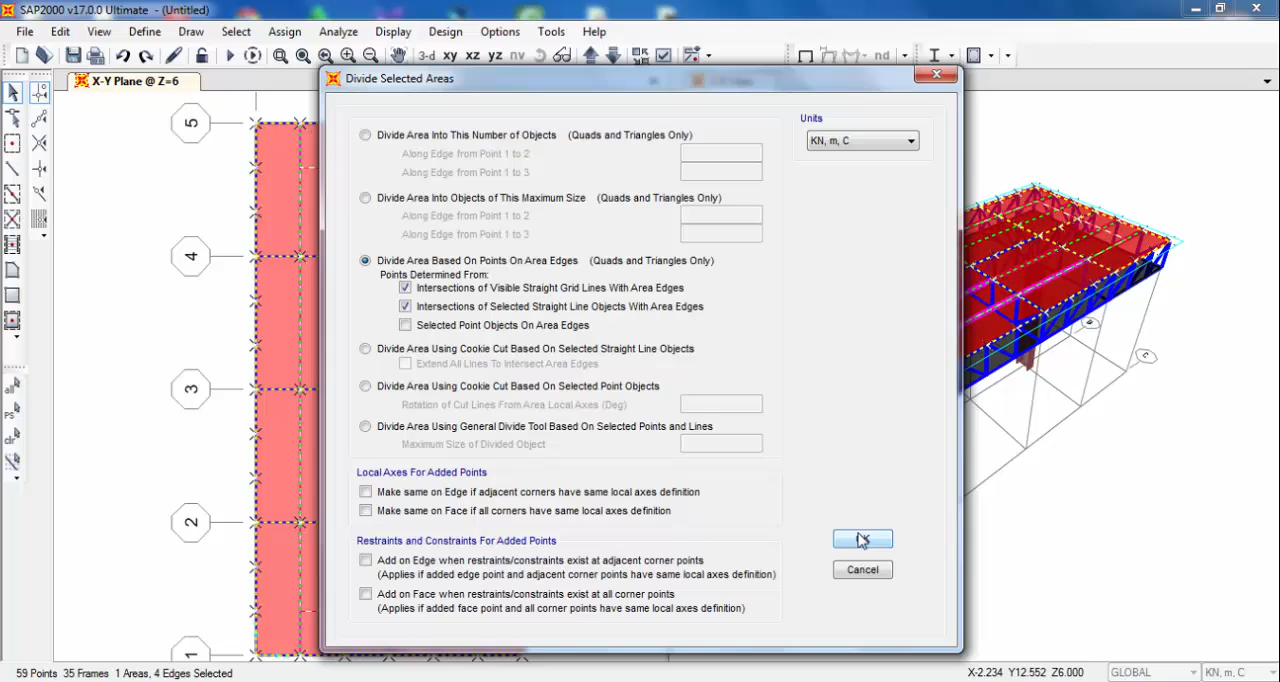 SAP2000 v17.0.0 Ultimate - (Untitled)
File Edit View Define Draw Select Assign Analyze Display Design Options Tools Help
3-d xy xz yz nv nd
X-Y Plane @ Z=6
Divide Selected Areas
Units
KN, m, C
Divide Area Into This Number of Objects (Quads and Triangles Only)
Along Edge from Point 1 to 2
Along Edge from Point 1 to 3
Divide Area Into Objects of This Maximum Size (Quads and Triangles Only)
Along Edge from Point 1 to 2
Along Edge from Point 1 to 3
Divide Area Based On Points On Area Edges (Quads and Triangles Only)
Points Determined From:
Intersections of Visible Straight Grid Lines With Area Edges
Intersections of Selected Straight Line Objects With Area Edges
Selected Point Objects On Area Edges
Divide Area Using Cookie Cut Based On Selected Straight Line Objects
Extend All Lines To Intersect Area Edges
Divide Area Using Cookie Cut Based On Selected Point Objects
Rotation of Cut Lines From Area Local Axes (Deg)
Divide Area Using General Divide Tool Based On Selected Points and Lines
Maximum Size of Divided Object
Local Axes For Added Points
Make same on Edge if adjacent corners have same local axes definition
Make same on Face if all corners have same local axes definition
Restraints and Constraints For Added Points
Add on Edge when restraints/constraints exist at adjacent corner points
(Applies if added edge point and adjacent corner points have same local axes definition)
Add on Face when restraints/constraints exist at all corner points
(Applies if added face point and all corner points have same local axes definition)
Cancel
5
4
3
2
1
all
PS
clr
59 Points 35 Frames 1 Areas, 4 Edges Selected
X-2.234 Y12.552 Z6.000
GLOBAL
KN, m, C